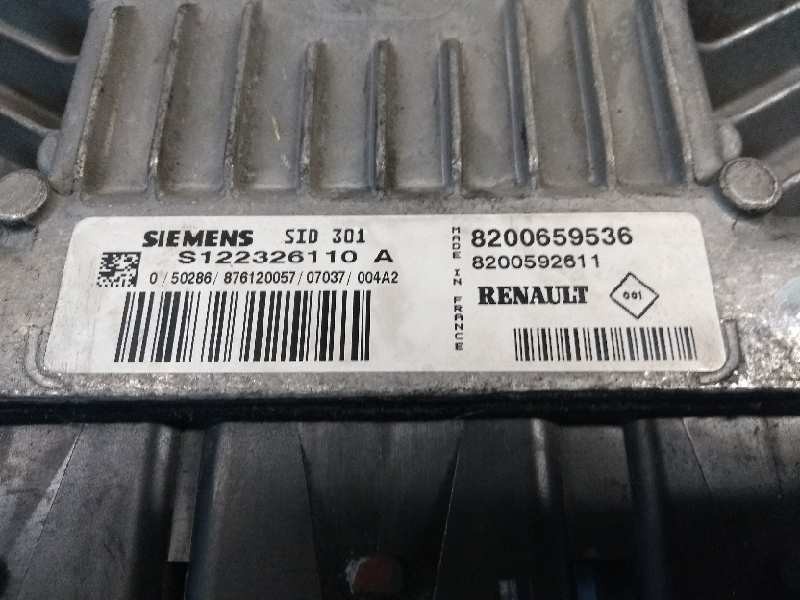 SIEMENS SID 301
S122326110 A
0/50286/876120057/07037/004A2
MADE IN FRANCE
8200659536
8200592611
RENAULT 001